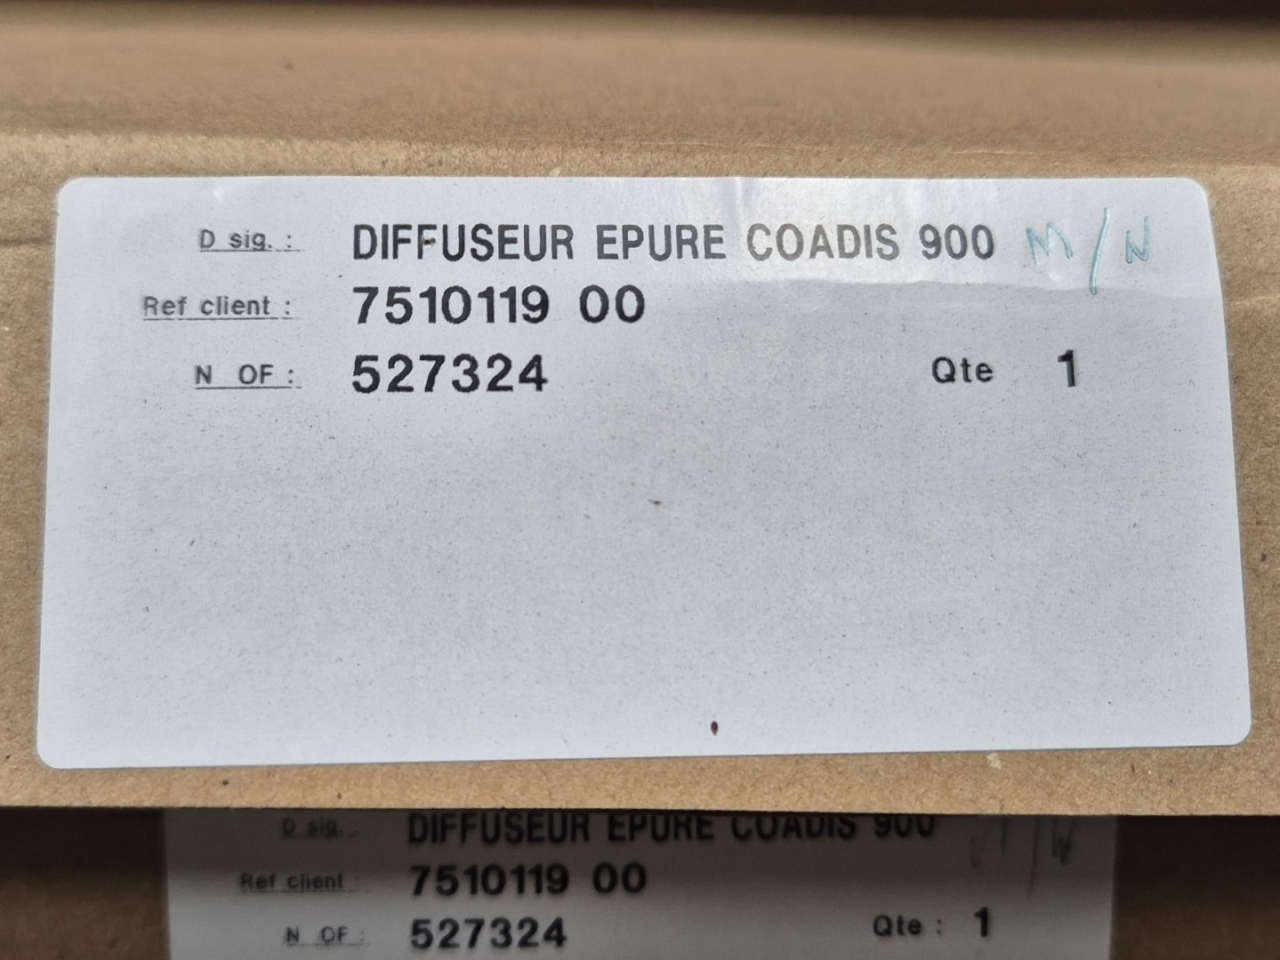 D sig. : DIFFUSEUR EPURE COADIS 900 M/N
Ref client : 7510119 00
N OF : 527324 Qte 1
D sig. DIFFUSEUR EPURE COADIS 900
Ref client : 7510119 00
N OF : 527324 Qte : 1